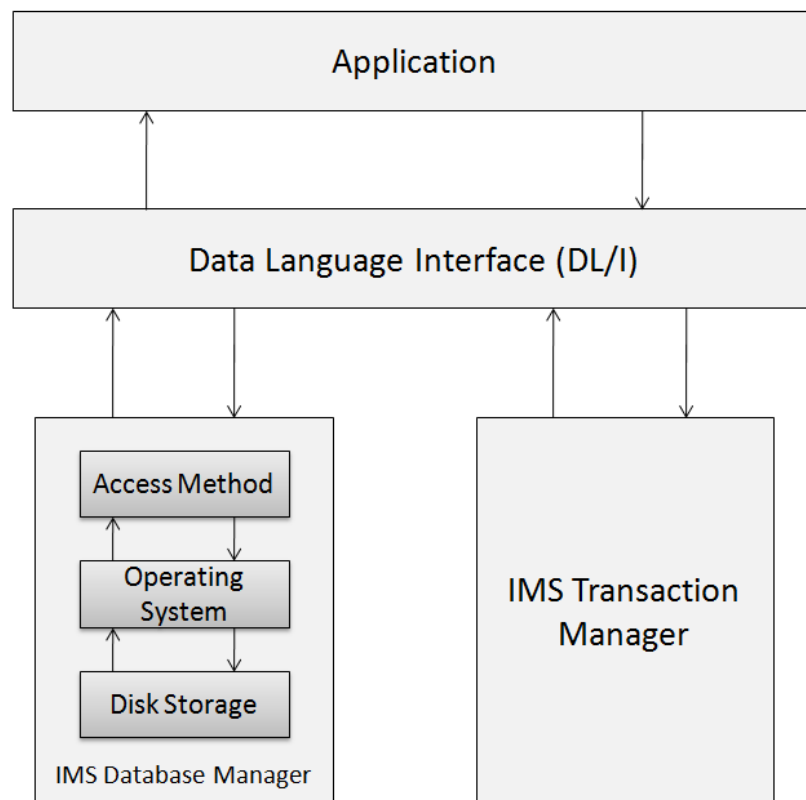 Application
Data Language Interface (DL/I)
Access Method
Operating
System
Disk Storage
IMS Database Manager
IMS Transaction
Manager